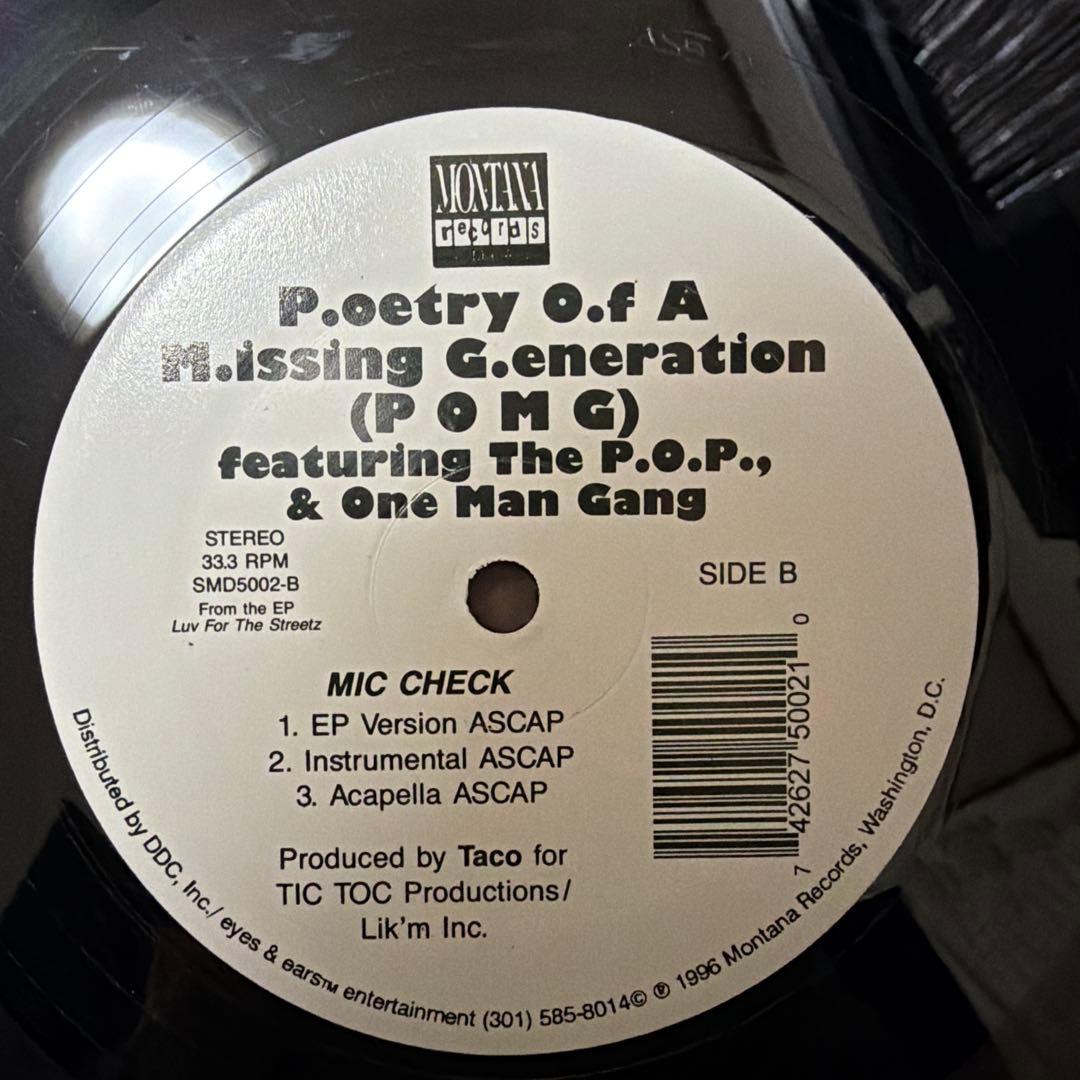 MONTANA
records
P.oetry O.f A
M.issing G.eneration
(P O M G)
featuring The P.O.P.,
& One Man Gang
STEREO
33.3 RPM
SMD5002-B
From the EP
Luv For The Streetz
SIDE B
MIC CHECK
1. EP Version ASCAP
2. Instrumental ASCAP
3. Acapella ASCAP
Produced by Taco for
TIC TOC Productions/
Lik'm Inc.
7 42627 50021 0
Distributed by DDC, Inc./ eyes & ears™ entertainment (301) 585-8014© ℗ 1996 Montana Records, Washington, D.C.